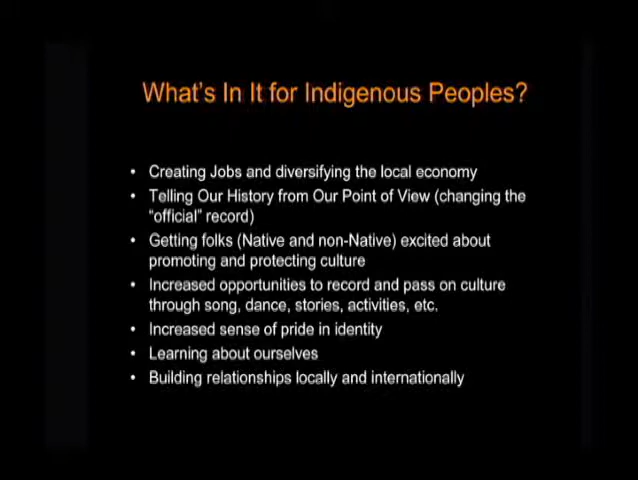 What's In It for Indigenous Peoples?
• Creating Jobs and diversifying the local economy
• Telling Our History from Our Point of View (changing the
"official" record)
• Getting folks (Native and non-Native) excited about
promoting and protecting culture
• Increased opportunities to record and pass on culture
through song, dance, stories, activities, etc.
• Increased sense of pride in identity
• Learning about ourselves
• Building relationships locally and internationally